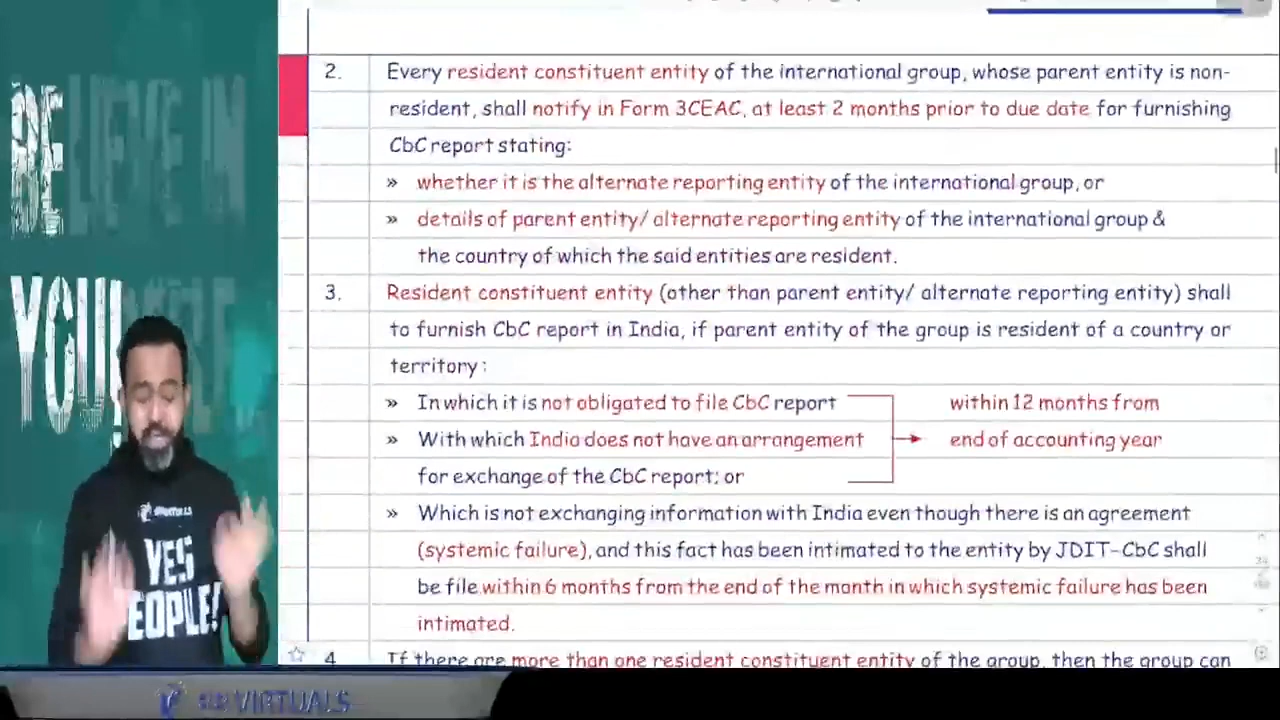 BELIEVE IN
YOU!
2. Every resident constituent entity of the international group, whose parent entity is non-
resident, shall notify in Form 3CEAC, at least 2 months prior to due date for furnishing
CbC report stating:
» whether it is the alternate reporting entity of the international group, or
» details of parent entity/ alternate reporting entity of the international group &
the country of which the said entities are resident.
3. Resident constituent entity (other than parent entity/ alternate reporting entity) shall
to furnish CbC report in India, if parent entity of the group is resident of a country or
territory:
» In which it is not obligated to file CbC report
within 12 months from
» With which India does not have an arrangement
end of accounting year
for exchange of the CbC report; or
» Which is not exchanging information with India even though there is an agreement
(systemic failure), and this fact has been intimated to the entity by JDIT-CbC shall
be file within 6 months from the end of the month in which systemic failure has been
intimated.
4 If there are more than one resident constituent entity of the group, then the group can
YES
PEOPLE!
VIRTUALS